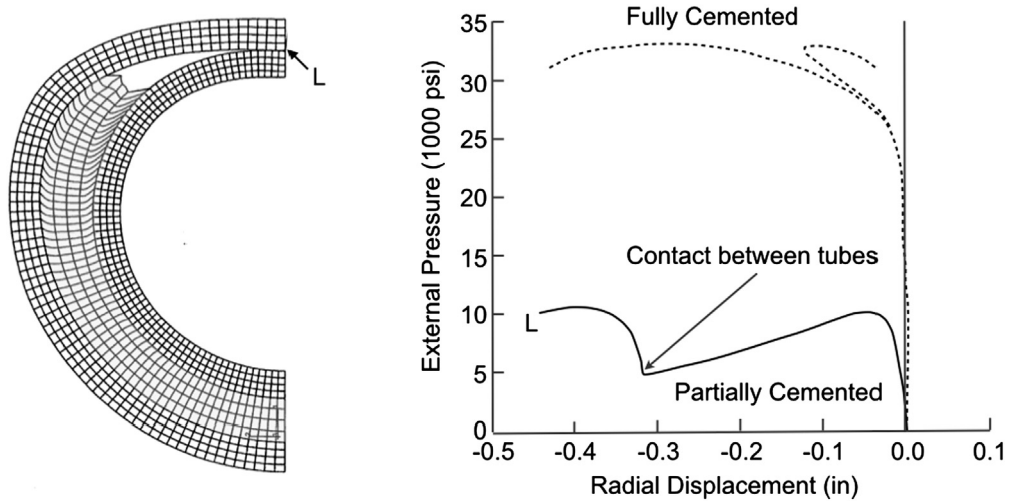 L
Fully Cemented
35
30
25
20
15
10
5
0
External Pressure (1000 psi)
Contact between tubes
L
Partially Cemented
-0.5 -0.4 -0.3 -0.2 -0.1 0.0 0.1
Radial Displacement (in)